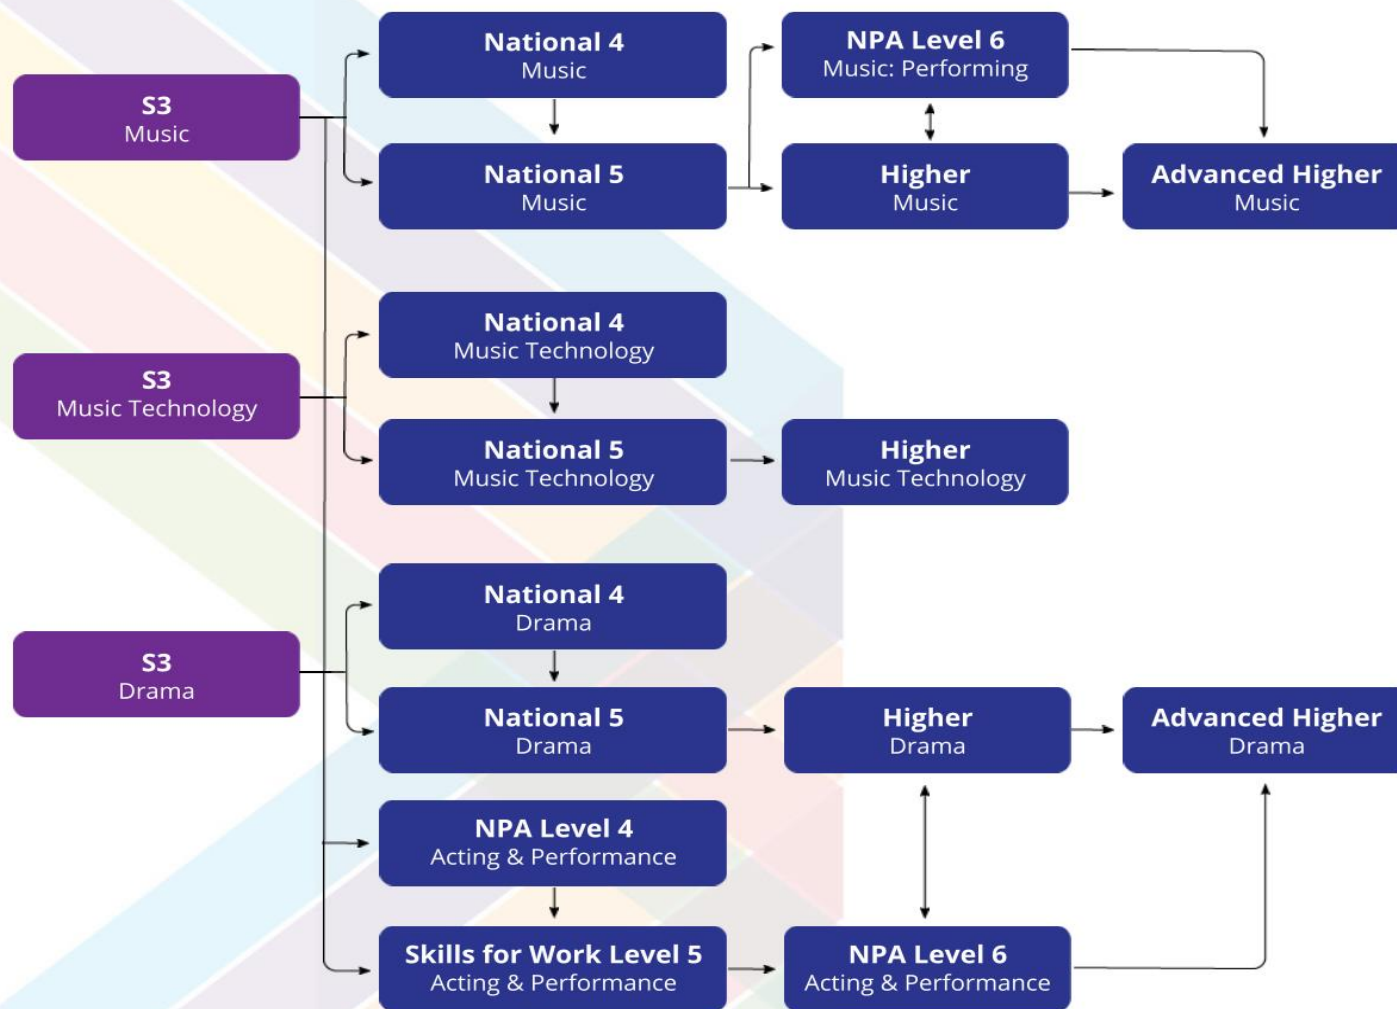 National 4
Music
NPA Level 6
Music: Performing
S3
Music
National 5
Music
Higher
Music
Advanced Higher
Music
National 4
Music Technology
S3
Music Technology
National 5
Music Technology
Higher
Music Technology
National 4
Drama
S3
Drama
National 5
Drama
Higher
Drama
Advanced Higher
Drama
NPA Level 4
Acting & Performance
Skills for Work Level 5
Acting & Performance
NPA Level 6
Acting & Performance